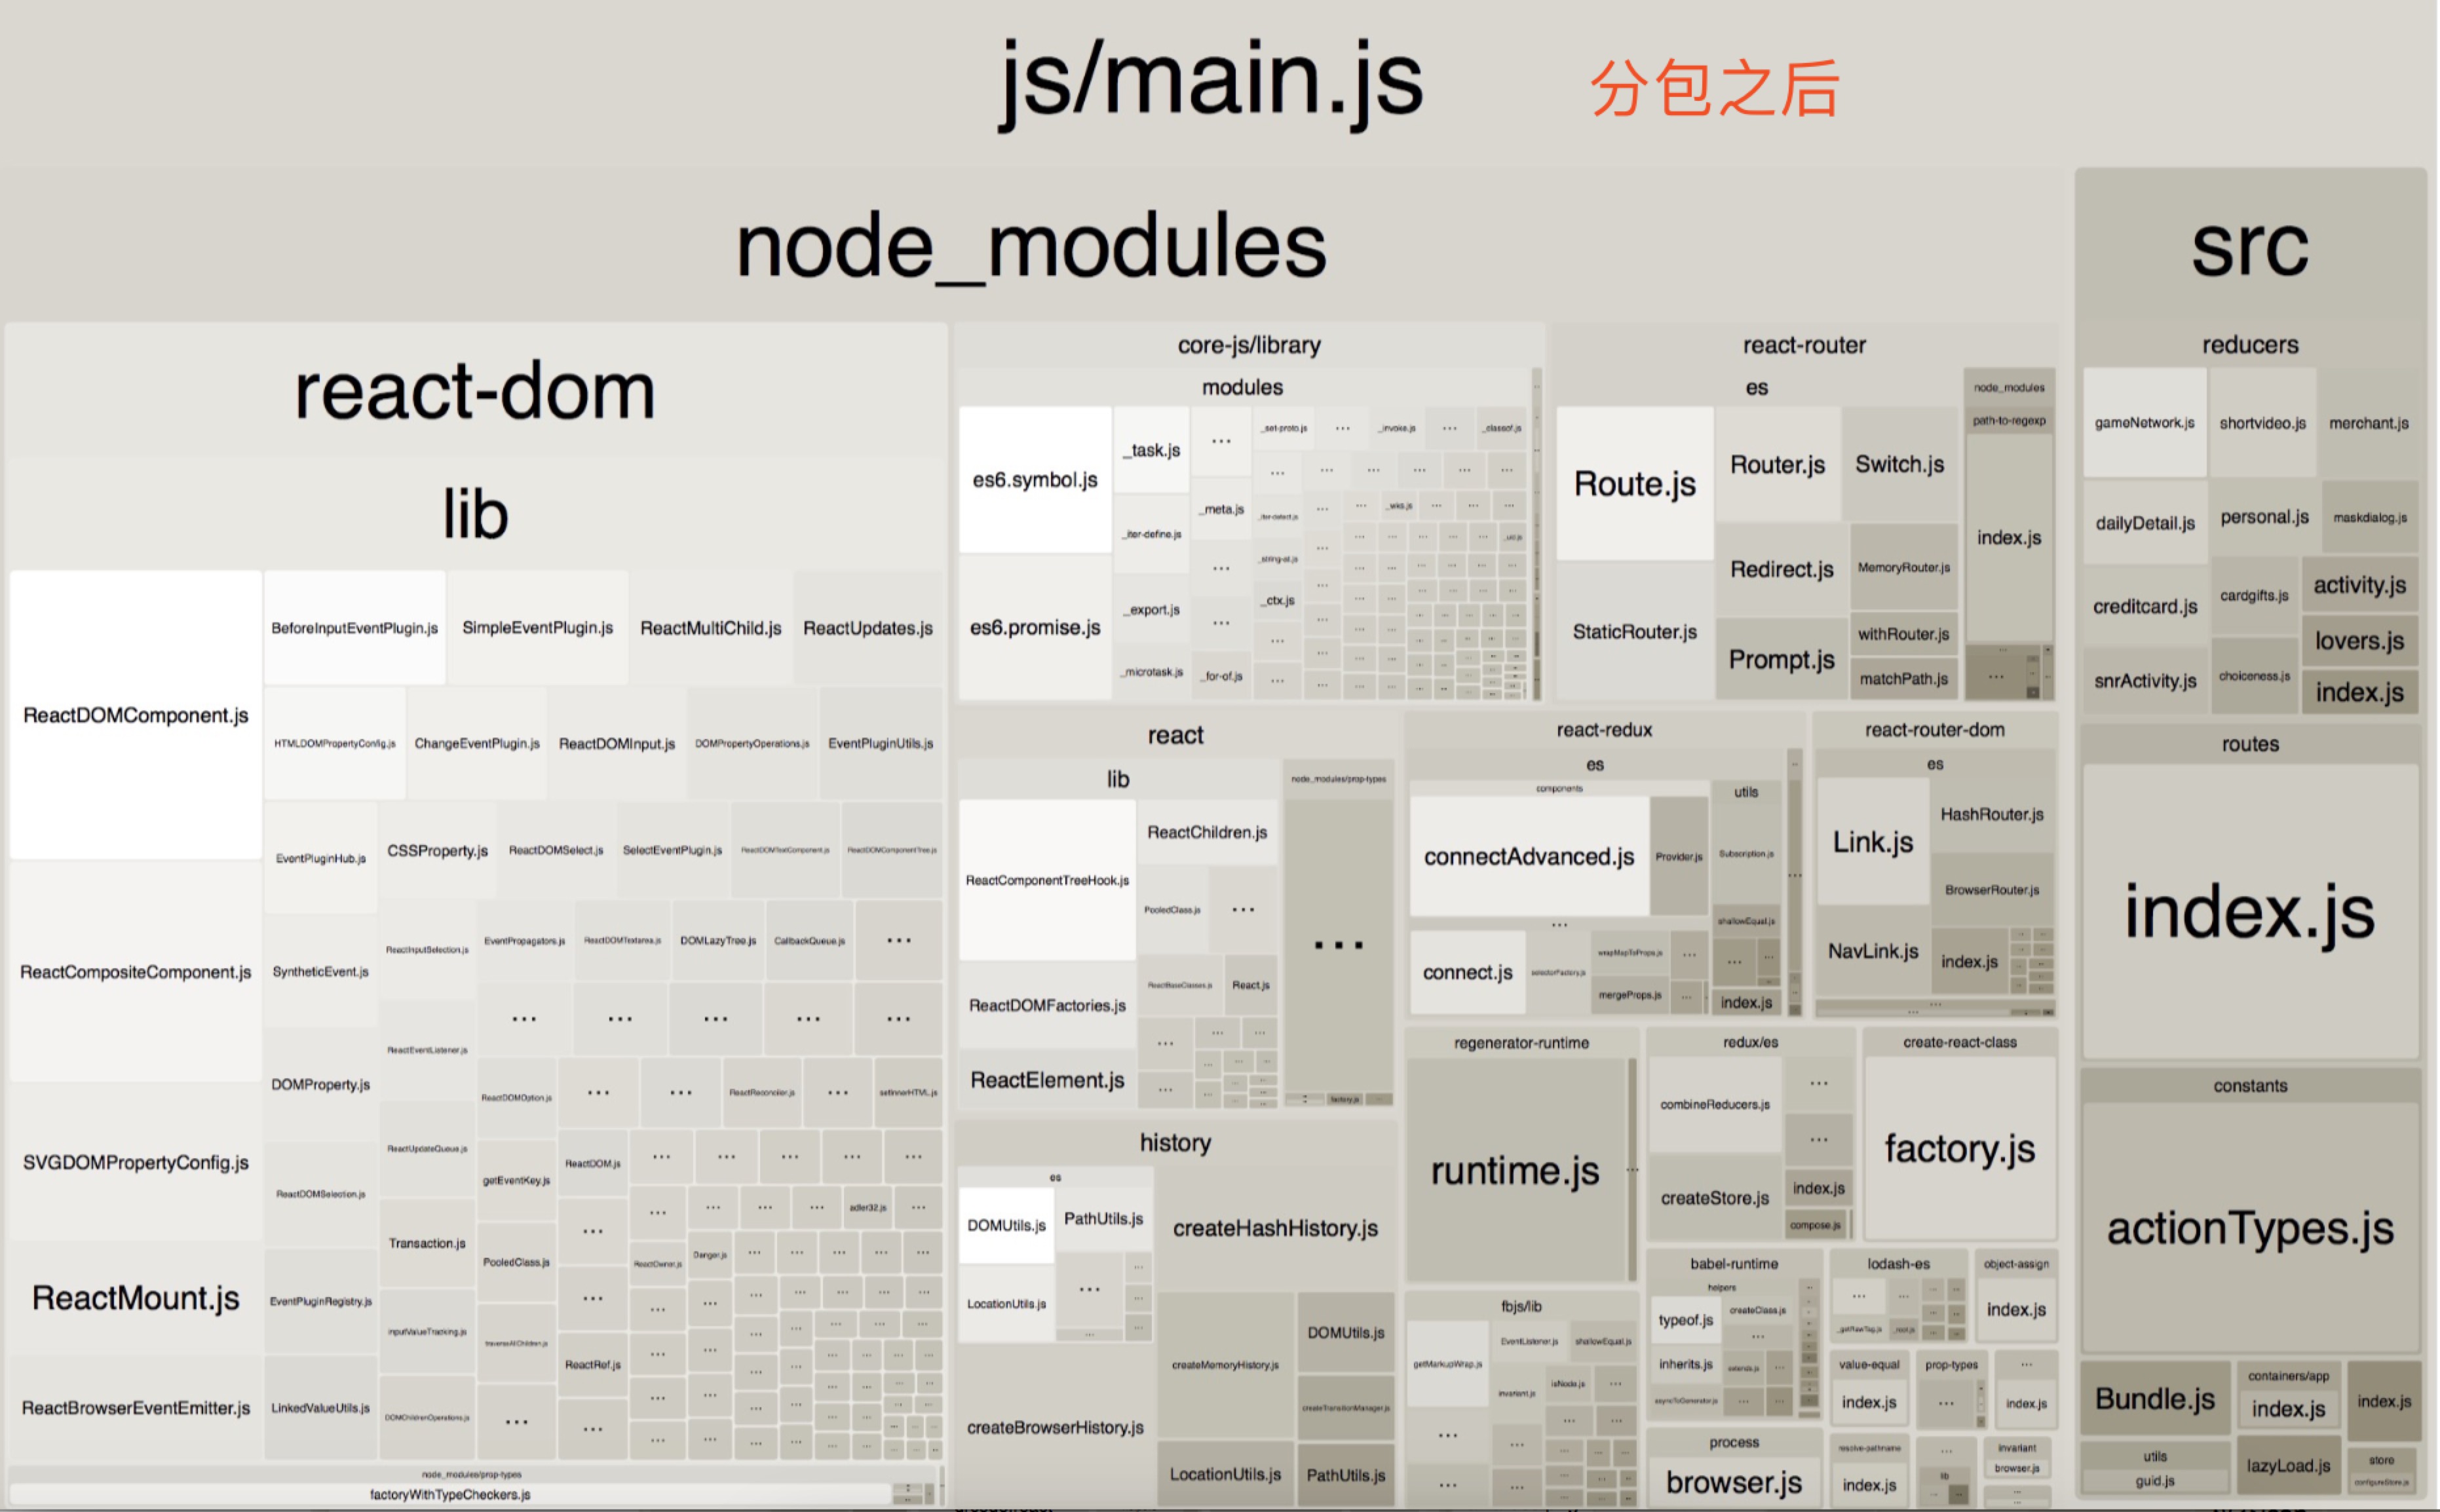 js/main.js 分包之后
node_modules
src
react-dom
lib
ReactDOMComponent.js
BeforeInputEventPlugin.js
SimpleEventPlugin.js
ReactMultiChild.js
ReactUpdates.js
HTMLDOMPropertyConfig.js
ChangeEventPlugin.js
ReactDOMInput.js
DOMPropertyOperations.js
EventPluginUtils.js
EventPluginHub.js
CSSProperty.js
ReactDOMSelect.js
SelectEventPlugin.js
ReactDOMTextComponent.js
ReactDOMComponentTree.js
ReactCompositeComponent.js
SyntheticEvent.js
ReactInputSelection.js
EventPropagators.js
ReactDOMTextarea.js
DOMLazyTree.js
CallbackQueue.js
ReactEventListener.js
DOMProperty.js
ReactDOMOption.js
ReactReconciler.js
setInnerHTML.js
SVGDOMPropertyConfig.js
ReactDOMSelection.js
ReactUpdateQueue.js
getEventKey.js
ReactDOM.js
adler32.js
Transaction.js
PooledClass.js
ReactOwner.js
Danger.js
ReactMount.js
EventPluginRegistry.js
inputValueTracking.js
traverseAllChildren.js
ReactRef.js
ReactBrowserEventEmitter.js
LinkedValueUtils.js
DOMChildrenOperations.js
node_modules/prop-types
factoryWithTypeCheckers.js
core-js/library
modules
es6.symbol.js
es6.promise.js
_task.js
_iter-define.js
_export.js
_microtask.js
_meta.js
_for-of.js
_set-proto.js
_invoke.js
_classof.js
_iter-detect.js
_wks.js
_string-at.js
_uid.js
_ctx.js
react-router
es
Route.js
StaticRouter.js
Router.js
Switch.js
Redirect.js
MemoryRouter.js
Prompt.js
withRouter.js
matchPath.js
node_modules
path-to-regexp
index.js
react
lib
ReactComponentTreeHook.js
ReactDOMFactories.js
ReactElement.js
ReactChildren.js
PooledClass.js
ReactBaseClasses.js
React.js
node_modules/prop-types
factory.js
react-redux
es
components
connectAdvanced.js
Provider.js
utils
Subscription.js
shallowEqual.js
connect.js
selectorFactory.js
wrapMapToProps.js
mergeProps.js
index.js
react-router-dom
es
Link.js
HashRouter.js
BrowserRouter.js
NavLink.js
index.js
history
es
DOMUtils.js
PathUtils.js
LocationUtils.js
createHashHistory.js
createBrowserHistory.js
createMemoryHistory.js
DOMUtils.js
createTransitionManager.js
LocationUtils.js
PathUtils.js
regenerator-runtime
runtime.js
redux/es
combineReducers.js
createStore.js
index.js
compose.js
create-react-class
factory.js
fbjs/lib
getMarkupWrap.js
EventListener.js
shallowEqual.js
invariant.js
isNode.js
babel-runtime
helpers
typeof.js
createClass.js
inherits.js
extends.js
asyncToGenerator.js
lodash-es
_getRawTag.js
_root.js
object-assign
index.js
value-equal
index.js
prop-types
index.js
process
browser.js
resolve-pathname
index.js
lib
invariant
browser.js
reducers
gameNetwork.js
shortvideo.js
merchant.js
dailyDetail.js
personal.js
maskdialog.js
creditcard.js
cardgifts.js
activity.js
lovers.js
snrActivity.js
choiceness.js
index.js
routes
index.js
constants
actionTypes.js
Bundle.js
containers/app
index.js
index.js
utils
guid.js
lazyLoad.js
store
configureStore.js